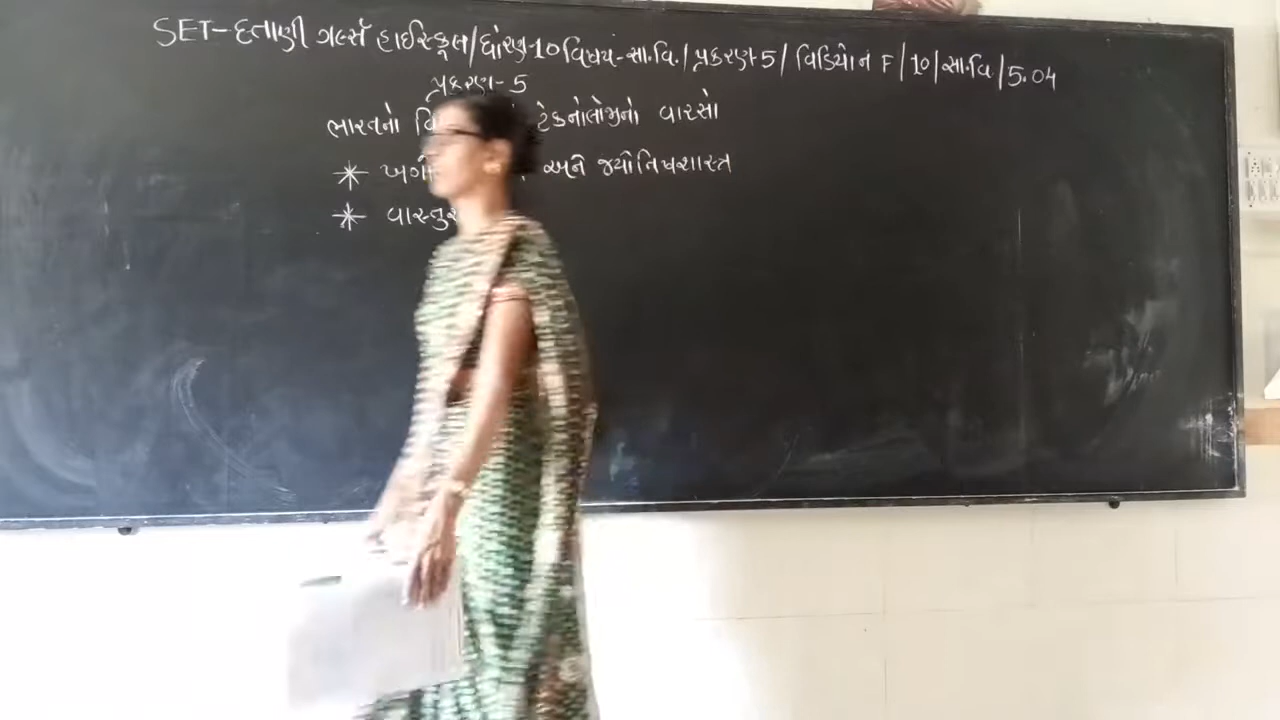 SET-દતાણી ગર્લ્સ હાઈસ્કૂલ/ધોરણ-10 વિષય-સા.વિ./પ્રકરણ-5/ વિડિયો નં F/10/સા.વિ./5.04
પ્રકરણ-5
ભારતનો ટેકનોલોજીનો વારસો
* અને જ્યોતિષશાસ્ત્ર
*